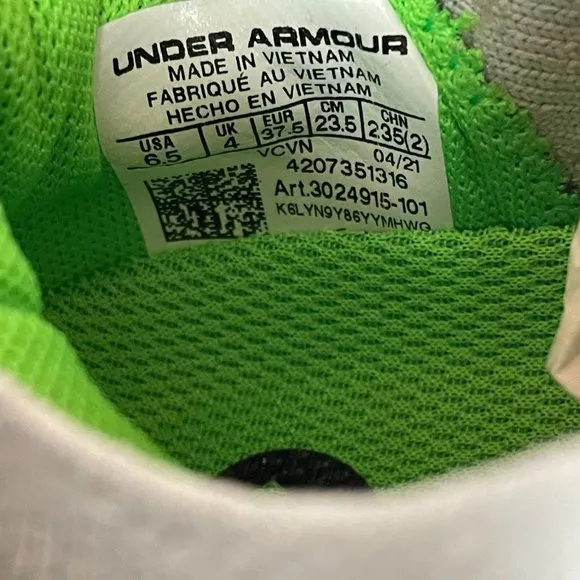 UNDER ARMOUR
MADE IN VIETNAM
FABRIQUÉ AU VIETNAM
HECHO EN VIETNAM
USA UK EUR CM CHN
6.5 4 37.5 23.5 235(2)
VCVN 04/21
4207351316
Art.3024915-101
K6LYN9Y86YYMHWG